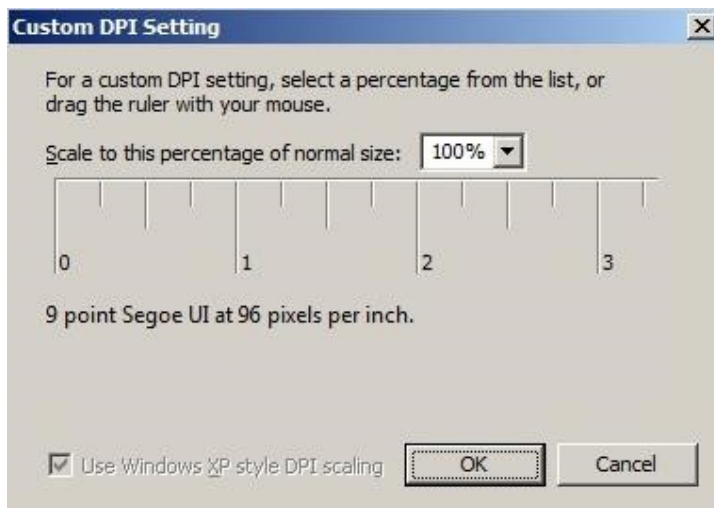 Custom DPI Setting
For a custom DPI setting, select a percentage from the list, or
drag the ruler with your mouse.
Scale to this percentage of normal size: 100%
0 1 2 3
9 point Segoe UI at 96 pixels per inch.
Use Windows XP style DPI scaling OK Cancel